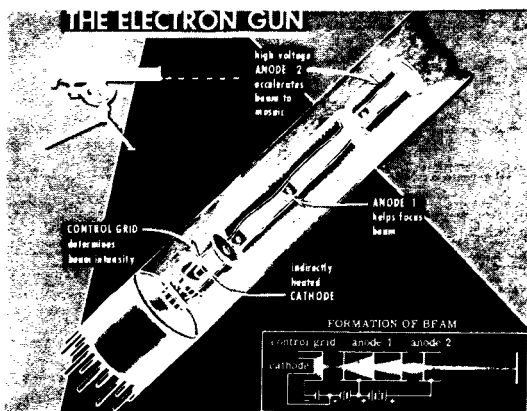 THE ELECTRON GUN
high voltage
ANODE 2
accelerates
beam to
mosaic
ANODE 1
helps focus
beam
CONTROL GRID
determines
beam intensity
indirectly
heated
CATHODE
FORMATION OF BEAM
control grid anode 1 anode 2
cathode